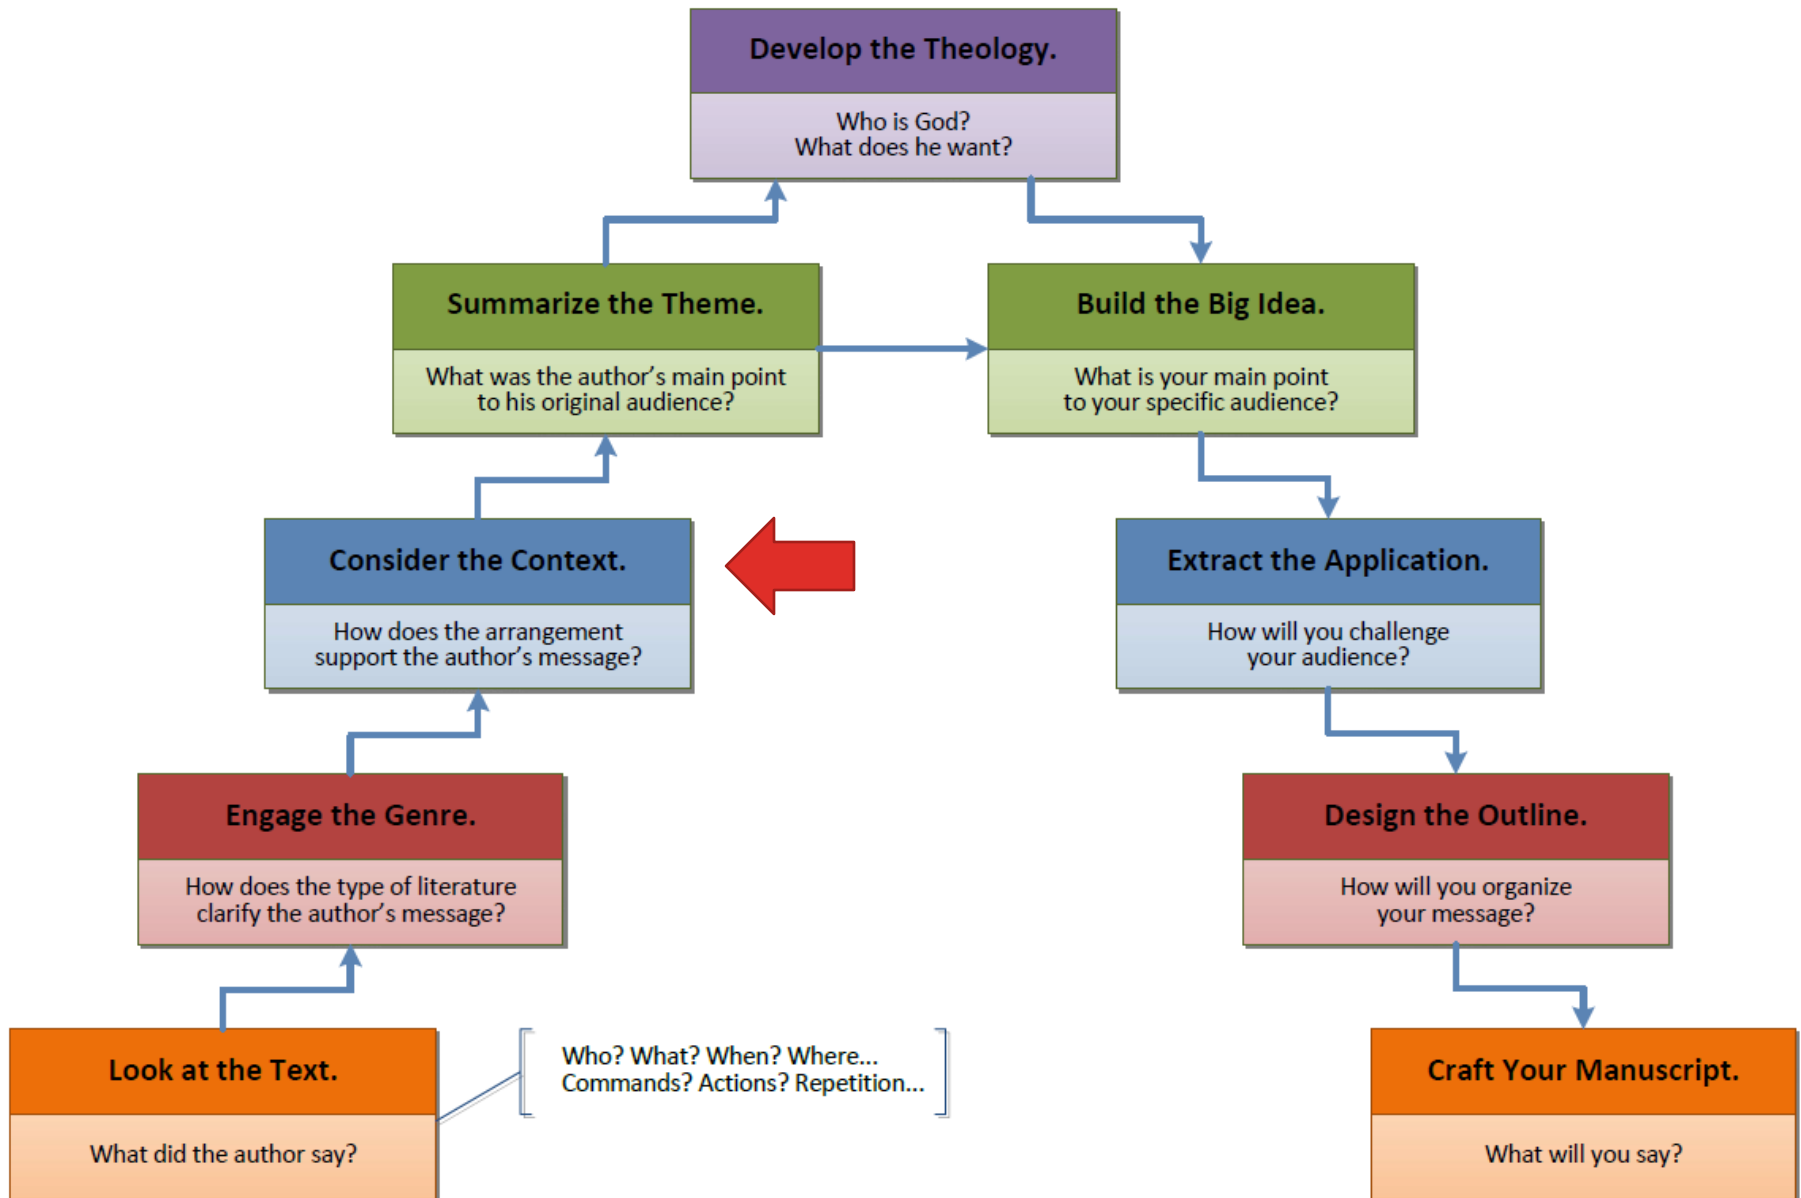 Develop the Theology.
Who is God?
What does he want?
Summarize the Theme.
What was the author's main point
to his original audience?
Build the Big Idea.
What is your main point
to your specific audience?
Consider the Context.
How does the arrangement
support the author's message?
Extract the Application.
How will you challenge
your audience?
Engage the Genre.
How does the type of literature
clarify the author's message?
Design the Outline.
How will you organize
your message?
Look at the Text.
What did the author say?
Who? What? When? Where...
Commands? Actions? Repetition...
Craft Your Manuscript.
What will you say?